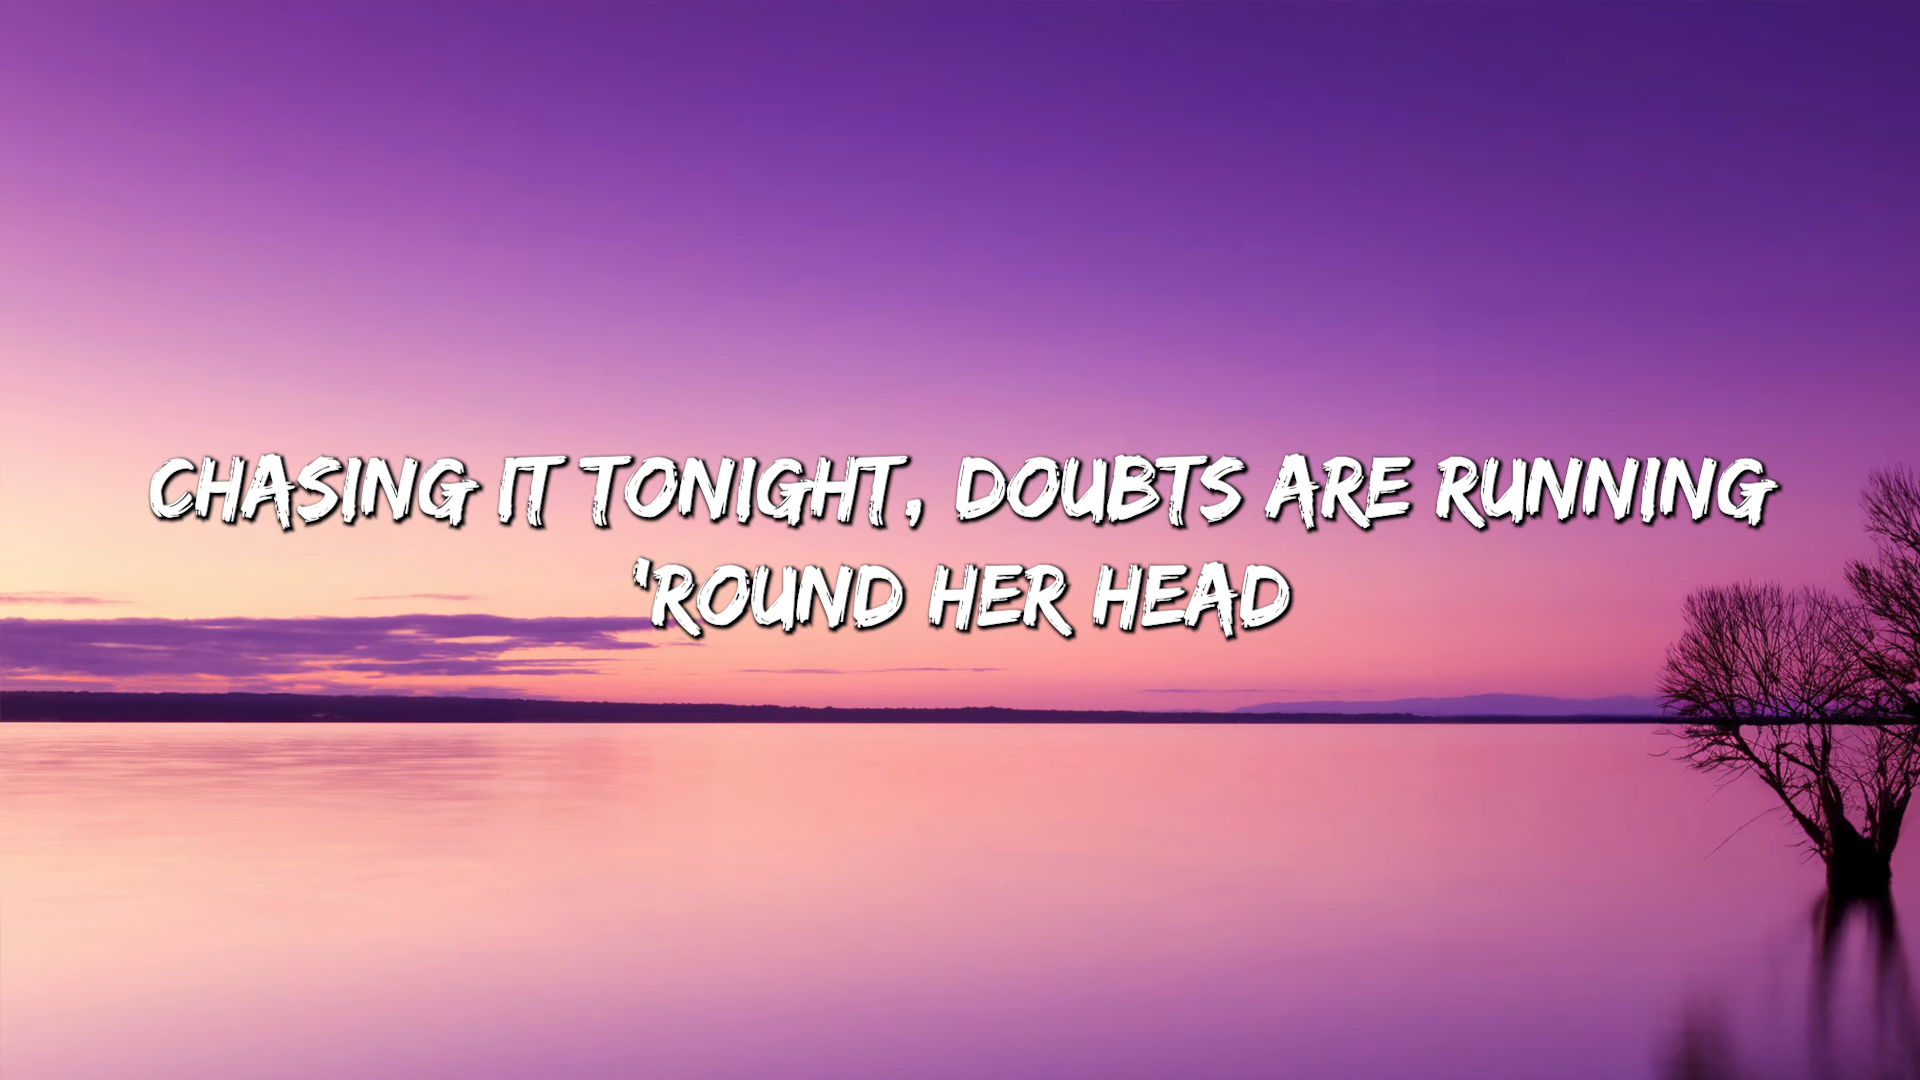 CHASING IT TONIGHT, DOUBTS ARE RUNNING
'ROUND HER HEAD